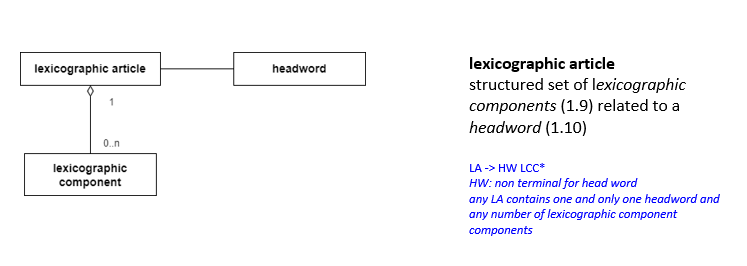 lexicographic article
headword
1
0..n
lexicographic
component
lexicographic article
structured set of lexicographic
components (1.9) related to a
headword (1.10)
LA -> HW LCC*
HW: non terminal for head word
any LA contains one and only one headword and
any number of lexicographic component
components